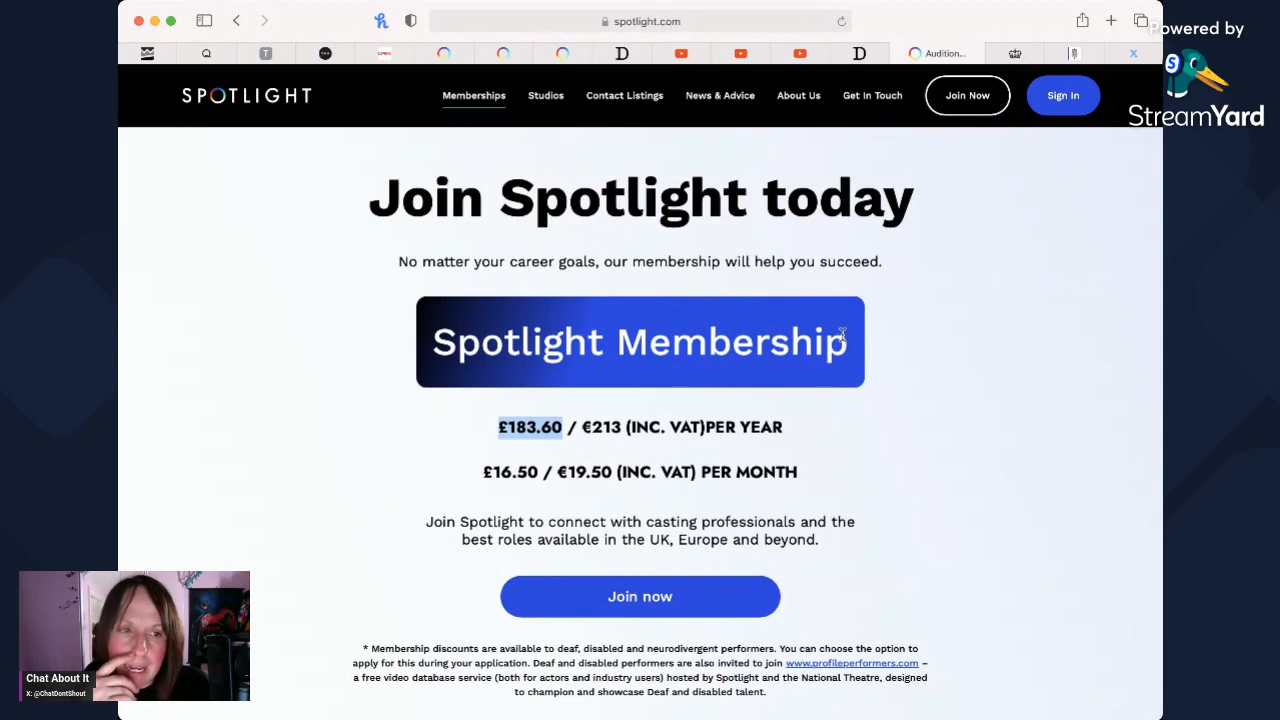 spotlight.com
Audition...
Powered by
StreamYard
SPOTLIGHT
Memberships
Studios
Contact Listings
News & Advice
About Us
Get In Touch
Join Now
Sign In
Join Spotlight today
No matter your career goals, our membership will help you succeed.
Spotlight Membership
£183.60 / €213 (INC. VAT)PER YEAR
£16.50 / €19.50 (INC. VAT) PER MONTH
Join Spotlight to connect with casting professionals and the
best roles available in the UK, Europe and beyond.
Join now
* Membership discounts are available to deaf, disabled and neurodivergent performers. You can choose the option to
apply for this during your application. Deaf and disabled performers are also invited to join www.profileperformers.com –
a free video database service (both for actors and industry users) hosted by Spotlight and the National Theatre, designed
to champion and showcase Deaf and disabled talent.
Chat About It
X: @ChatDontShout